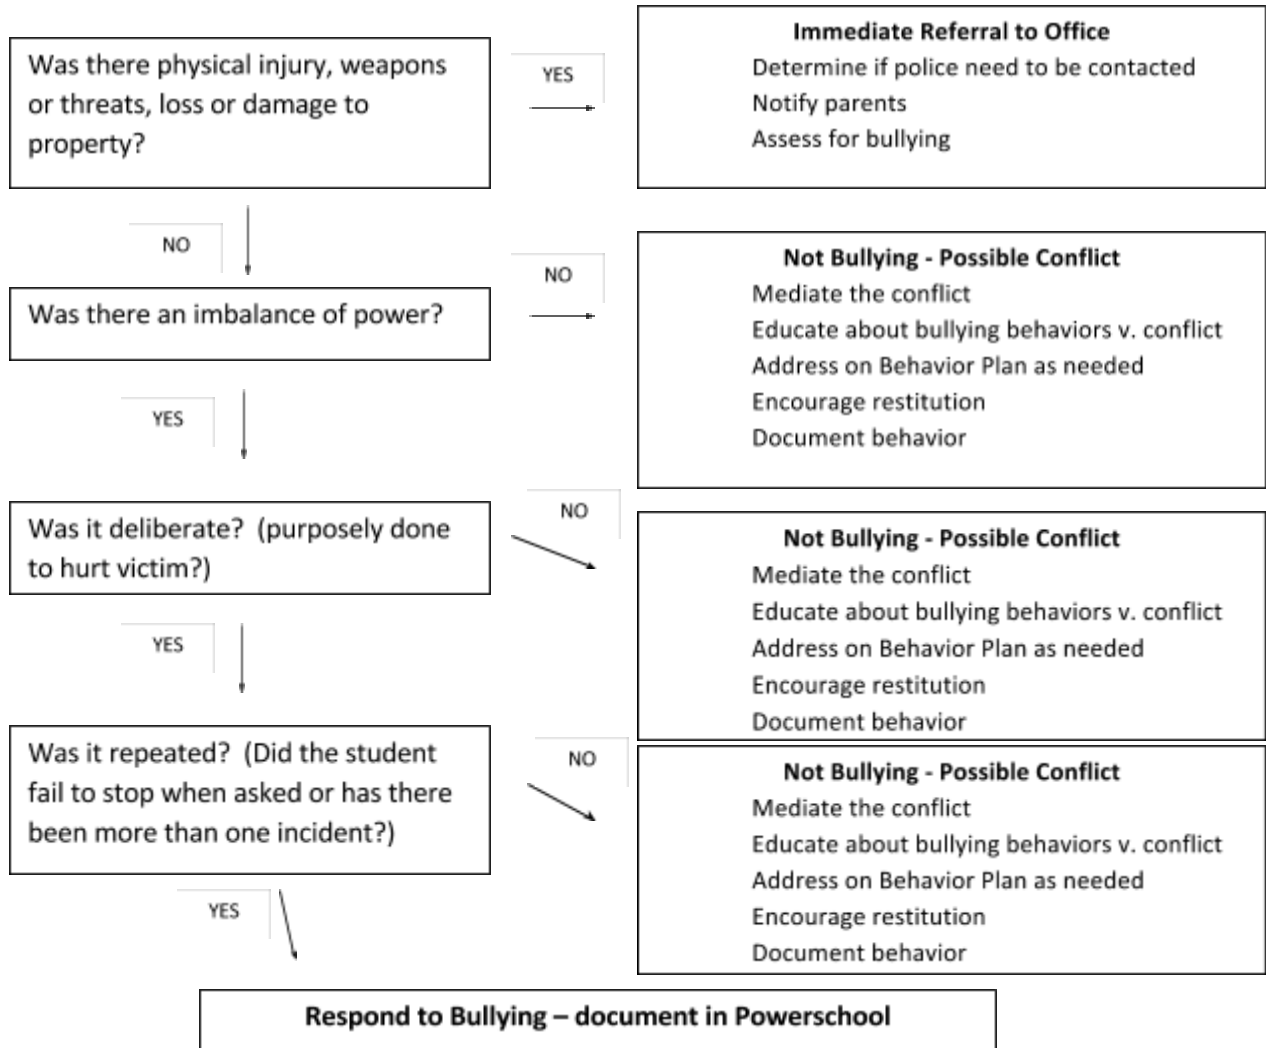 Was there physical injury, weapons
or threats, loss or damage to
property?
YES
Immediate Referral to Office
Determine if police need to be contacted
Notify parents
Assess for bullying
NO
Was there an imbalance of power?
NO
Not Bullying - Possible Conflict
Mediate the conflict
Educate about bullying behaviors v. conflict
Address on Behavior Plan as needed
Encourage restitution
Document behavior
YES
Was it deliberate?  (purposely done
to hurt victim?)
NO
Not Bullying - Possible Conflict
Mediate the conflict
Educate about bullying behaviors v. conflict
Address on Behavior Plan as needed
Encourage restitution
Document behavior
YES
Was it repeated?  (Did the student
fail to stop when asked or has there
been more than one incident?)
NO
Not Bullying - Possible Conflict
Mediate the conflict
Educate about bullying behaviors v. conflict
Address on Behavior Plan as needed
Encourage restitution
Document behavior
YES
Respond to Bullying – document in Powerschool